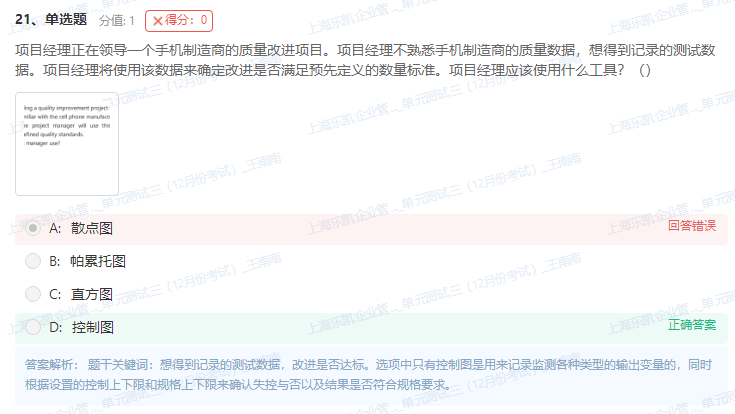 21、单选题 分值: 1 ✕得分：0
项目经理正在领导一个手机制造商的质量改进项目。项目经理不熟悉手机制造商的质量数据，想得到记录的测试数
据。项目经理将使用该数据来确定改进是否满足预先定义的数量标准。项目经理应该使用什么工具？（）
ing a quality improvement project
miliar with the cell phone manufact
e project manager will use this
efined quality standards.
manager use?
A: 散点图 回答错误
B: 帕累托图
C: 直方图
D: 控制图 正确答案
答案解析： 题干关键词：想得到记录的测试数据，改进是否达标。选项中只有控制图是用来记录监测各种类型的输出变量的，同时
根据设置的控制上下限和规格上下限来确认失控与否以及结果是否符合规格要求。
上海乐凯企业管..._单元测试三（12月份考试）_王南南